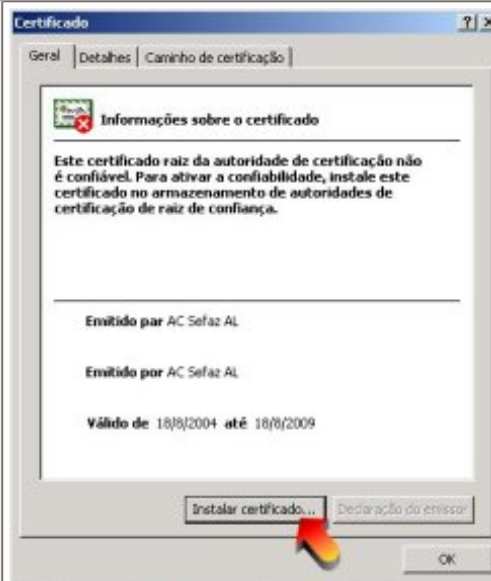 Certificado
Geral Detalhes Caminho de certificação
Informações sobre o certificado
Este certificado raiz da autoridade de certificação não
é confiável. Para ativar a confiabilidade, instale este
certificado no armazenamento de autoridades de
certificação de raiz de confiança.
Emitido par AC Sefaz AL
Emitido por AC Sefaz AL
Válido de 18/8/2004 até 18/8/2009
Instalar certificado... Declaração do emissor
OK